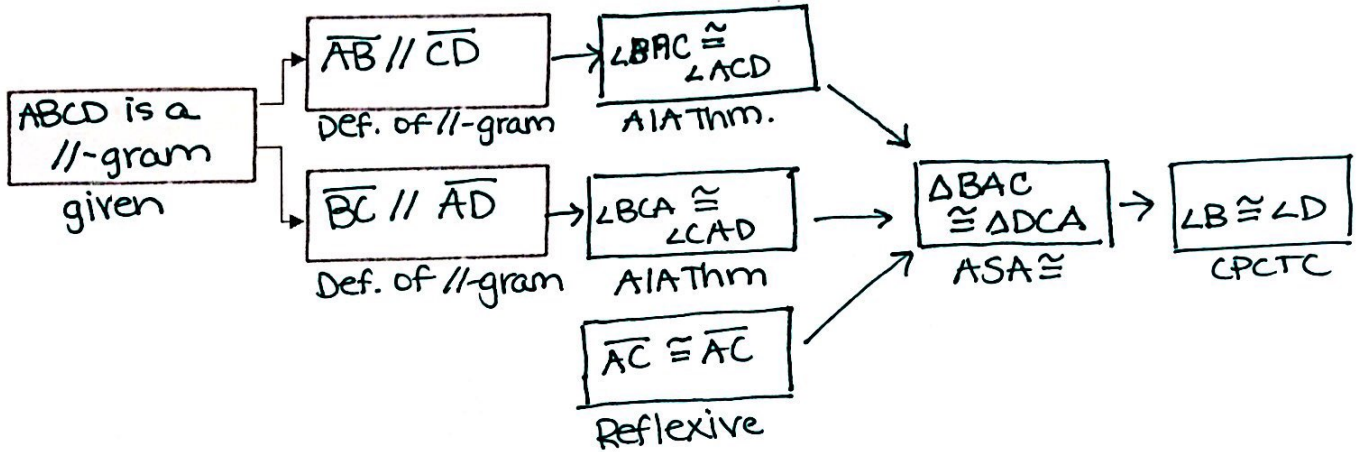 ABCD is a
//-gram
given
AB // CD
Def. of //-gram
∠BAC ≅
∠ACD
AIA Thm.
BC // AD
Def. of //-gram
∠BCA ≅
∠CAD
AIA Thm
AC ≅ AC
Reflexive
ΔBAC
≅ ΔDCA
ASA ≅
∠B ≅ ∠D
CPCTC